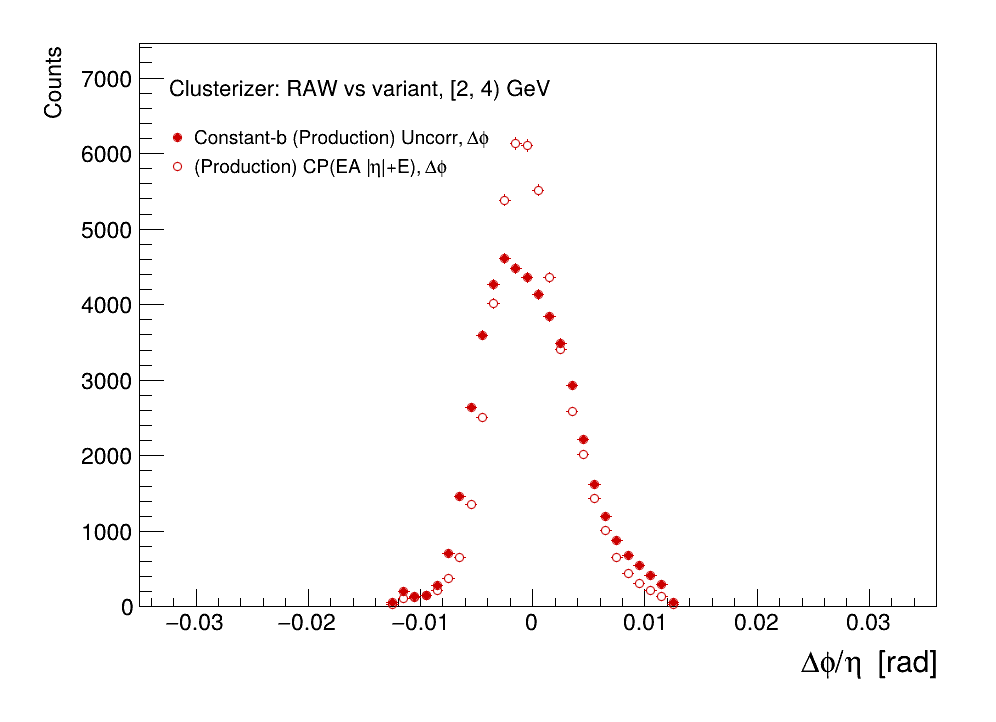 Counts
7000
6000
5000
4000
3000
2000
1000
0
Clusterizer: RAW vs variant, [2, 4) GeV
Constant-b (Production) Uncorr, Δϕ
(Production) CP(EA |η|+E), Δϕ
−0.03 −0.02 −0.01 0 0.01 0.02 0.03
Δϕ/η [rad]